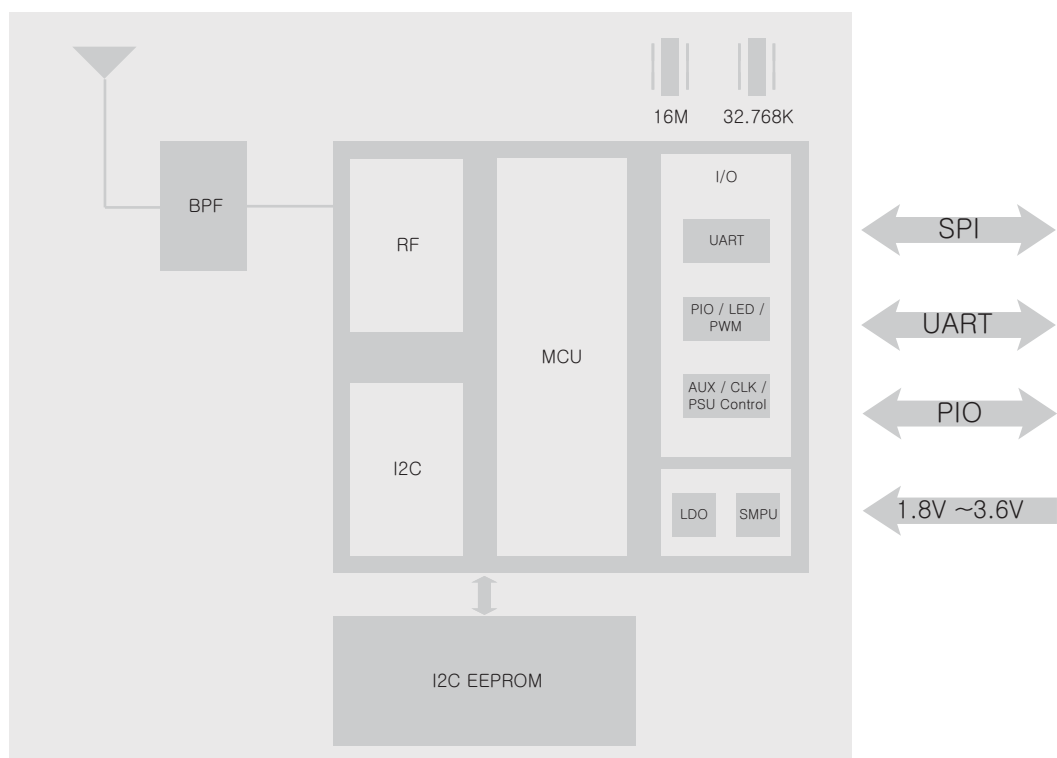 16M
32.768K
BPF
RF
MCU
I/O
UART
PIO / LED /
PWM
AUX / CLK /
PSU Control
I2C
LDO
SMPU
I2C EEPROM
SPI
UART
PIO
1.8V ~3.6V